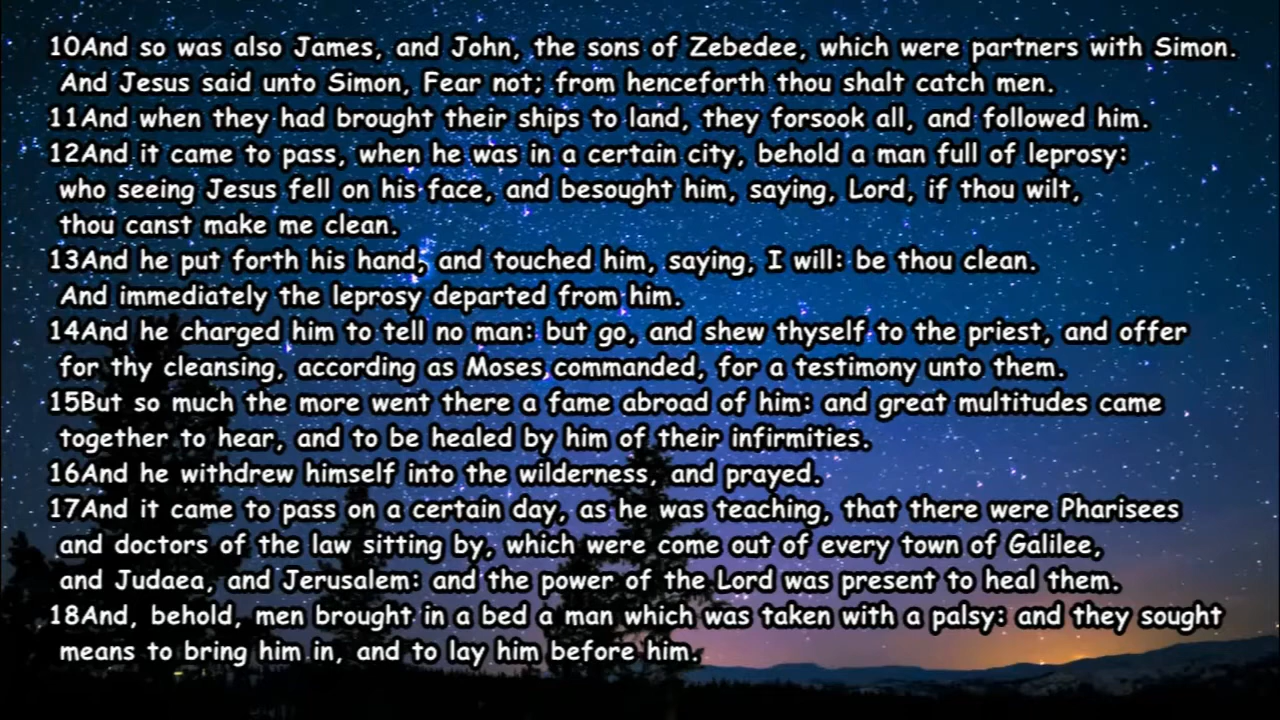 10And so was also James, and John, the sons of Zebedee, which were partners with Simon.
And Jesus said unto Simon, Fear not; from henceforth thou shalt catch men.
11And when they had brought their ships to land, they forsook all, and followed him.
12And it came to pass, when he was in a certain city, behold a man full of leprosy:
who seeing Jesus fell on his face, and besought him, saying, Lord, if thou wilt,
thou canst make me clean.
13And he put forth his hand, and touched him, saying, I will: be thou clean.
And immediately the leprosy departed from him.
14And he charged him to tell no man: but go, and shew thyself to the priest, and offer
for thy cleansing, according as Moses commanded, for a testimony unto them.
15But so much the more went there a fame abroad of him: and great multitudes came
together to hear, and to be healed by him of their infirmities.
16And he withdrew himself into the wilderness, and prayed.
17And it came to pass on a certain day, as he was teaching, that there were Pharisees
and doctors of the law sitting by, which were come out of every town of Galilee,
and Judaea, and Jerusalem: and the power of the Lord was present to heal them.
18And, behold, men brought in a bed a man which was taken with a palsy: and they sought
means to bring him in, and to lay him before him.